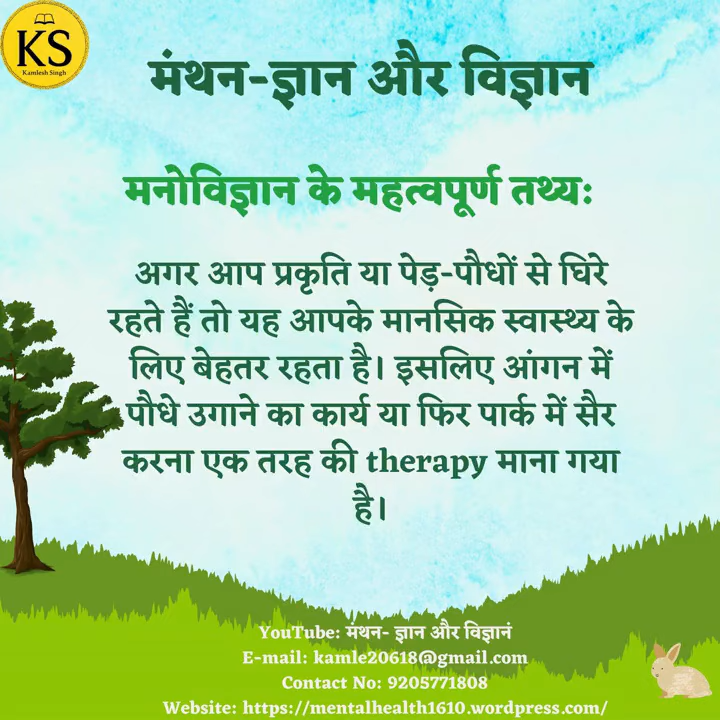 KS
Kamlesh Singh
मंथन-ज्ञान और विज्ञान
मनोविज्ञान के महत्वपूर्ण तथ्य:
अगर आप प्रकृति या पेड़-पौधों से घिरे
रहते हैं तो यह आपके मानसिक स्वास्थ्य के
लिए बेहतर रहता है। इसलिए आंगन में
पौधे उगाने का कार्य या फिर पार्क में सैर
करना एक तरह की therapy माना गया
है।
YouTube: मंथन- ज्ञान और विज्ञानं
E-mail: kamle20618@gmail.com
Contact No: 9205771808
Website: https://mentalhealth1610.wordpress.com/